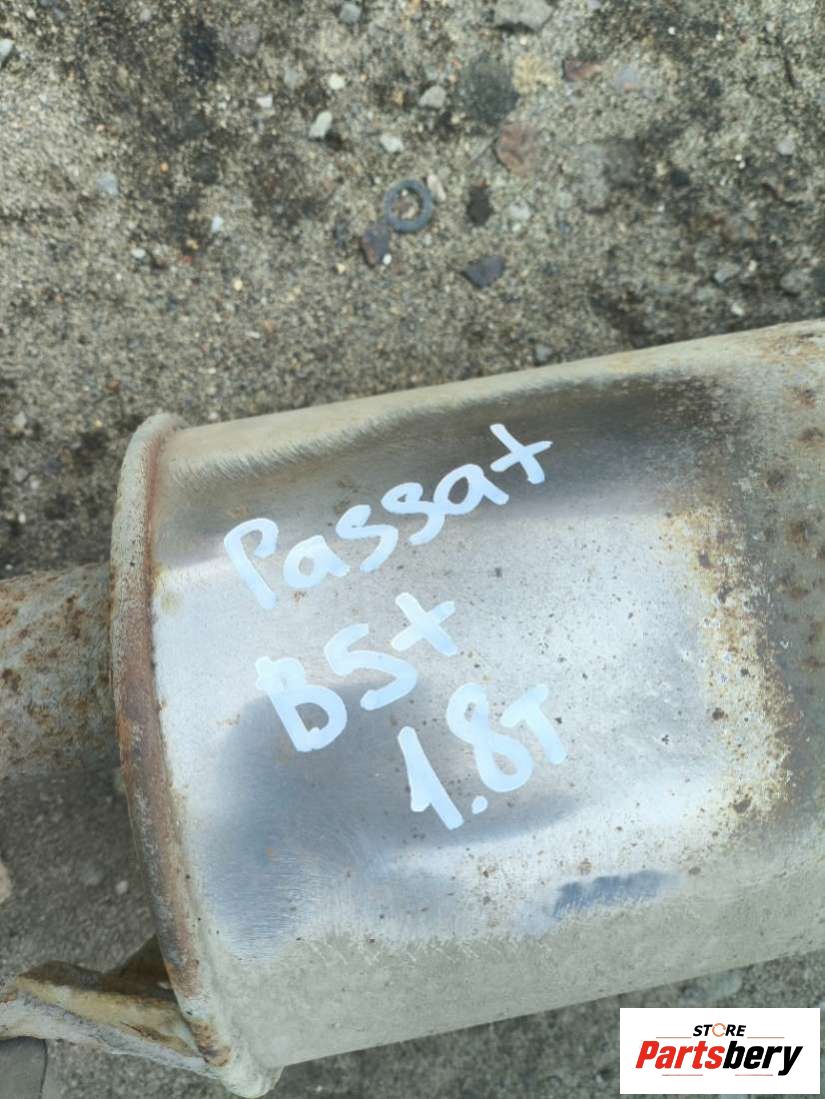 Passat
B5+
1.8T
STORE
Partsbery